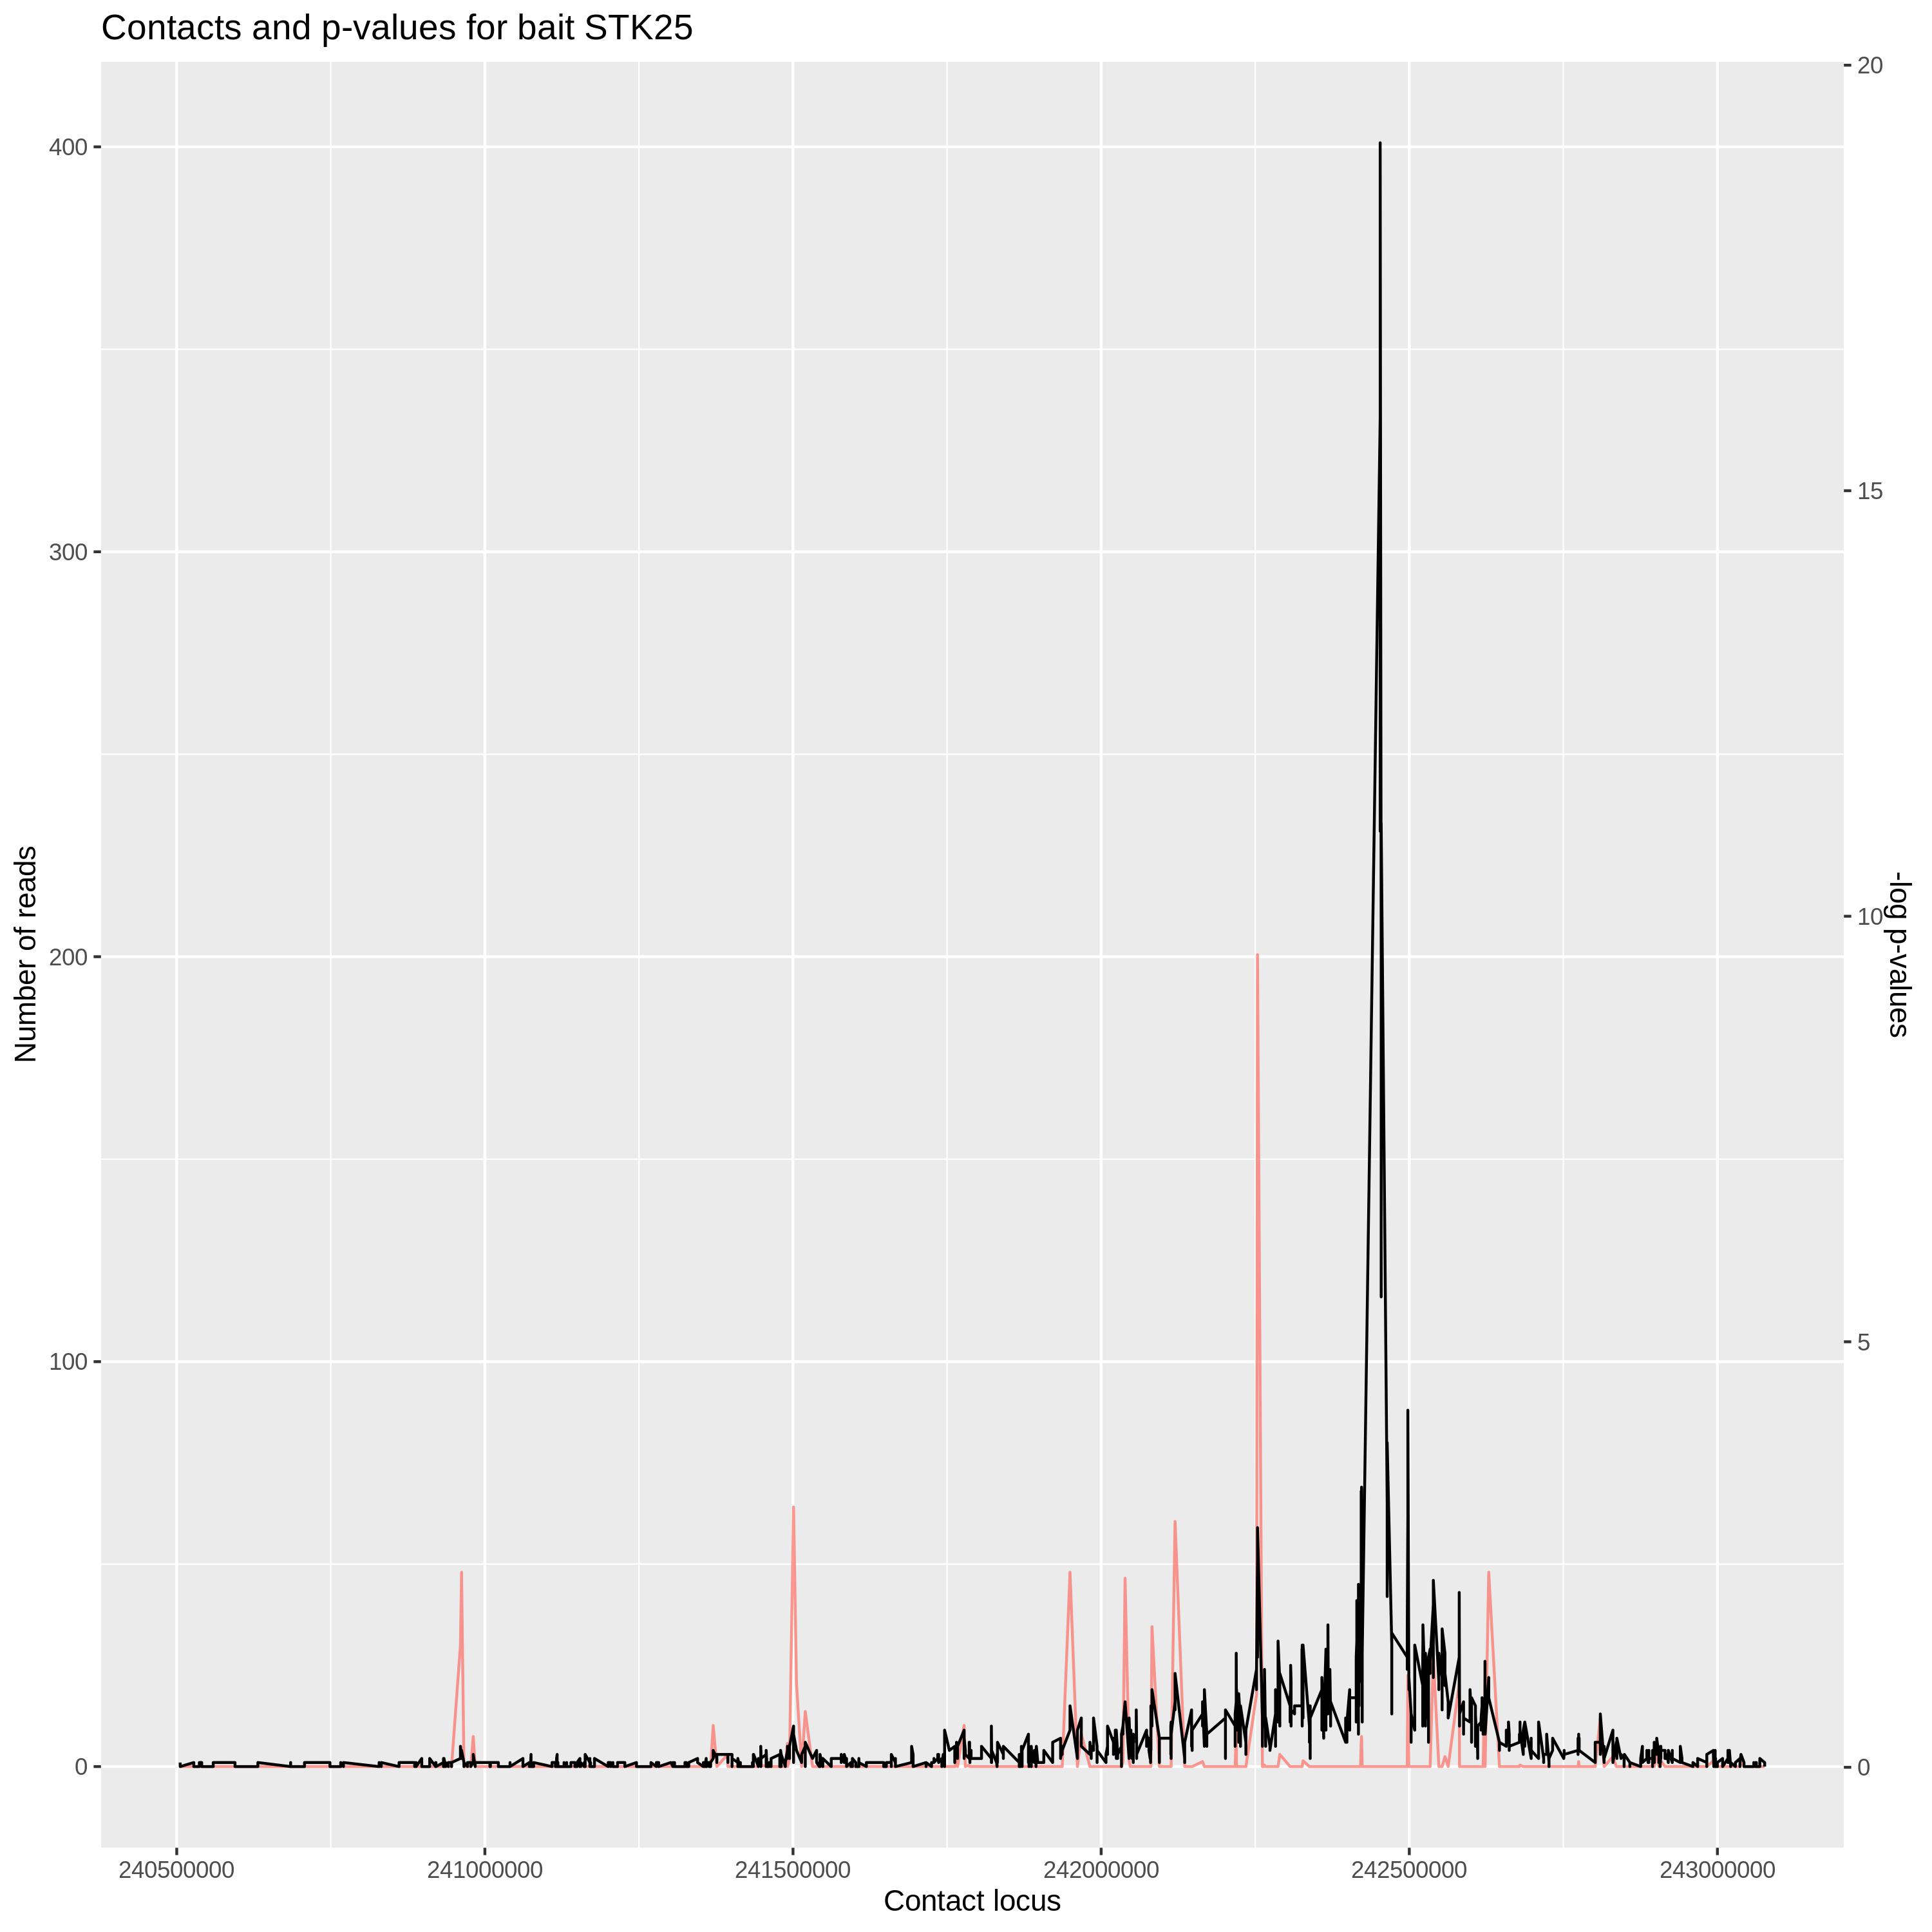 Contacts and p-values for bait STK25
400
300
200
100
0
Number of reads
20
15
10
5
0
-log p-values
240500000 241000000 241500000 242000000 242500000 243000000
Contact locus